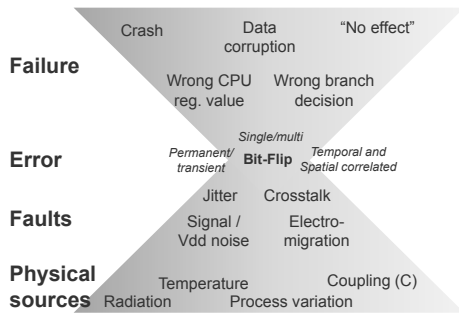 Crash Data “No effect”
corruption
Failure
Wrong CPU Wrong branch
reg. value decision
Single/multi
Error Permanent/ Bit-Flip Temporal and
transient Spatial correlated
Jitter Crosstalk
Faults Signal / Electro-
Vdd noise migration
Physical Temperature Coupling (C)
sources Radiation Process variation